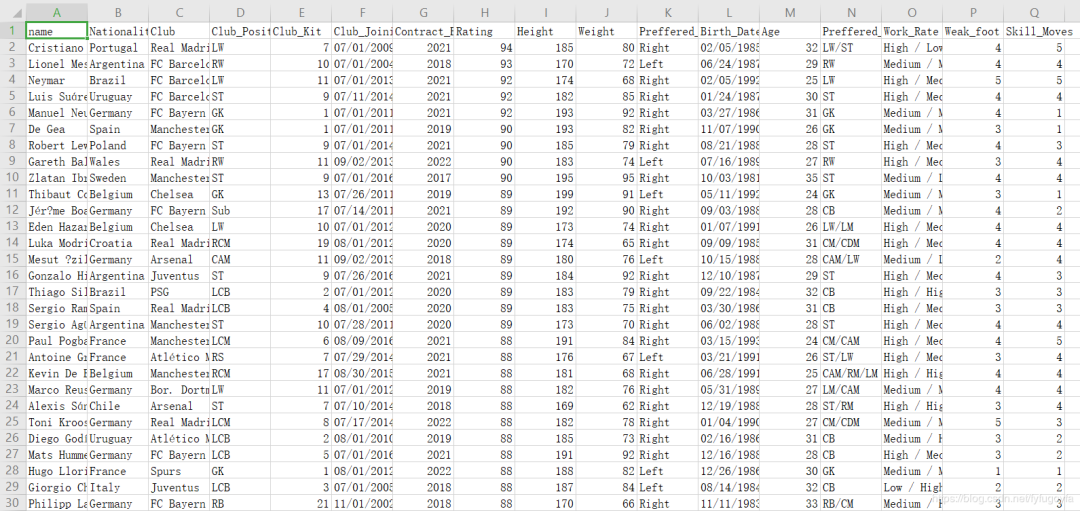 A B C D E F G H I J K L M N O P Q
1 name Nationalit Club Club_Posit Club_Kit Club_Joini Contract_E Rating Height Weight Preffered_ Birth_Date Age Preffered_ Work_Rate Weak_foot Skill_Moves
2 Cristiano Portugal Real Madri LW 7 07/01/2009 2021 94 185 80 Right 02/05/1985 32 LW/ST High / Low 4 5
3 Lionel Mes Argentina FC Barcelo RW 10 07/01/2004 2018 93 170 72 Left 06/24/1987 29 RW Medium / M 4 4
4 Neymar Brazil FC Barcelo LW 11 07/01/2013 2021 92 174 68 Right 02/05/1992 25 LW High / Med 5 5
5 Luis Suáre Uruguay FC Barcelo ST 9 07/11/2014 2021 92 182 85 Right 01/24/1987 30 ST High / Med 4 4
6 Manuel Neu Germany FC Bayern GK 1 07/01/2011 2021 92 193 92 Right 03/27/1986 31 GK Medium / M 4 1
7 De Gea Spain Manchester GK 1 07/01/2011 2019 90 193 82 Right 11/07/1990 26 GK Medium / M 3 1
8 Robert Lew Poland FC Bayern ST 9 07/01/2014 2021 90 185 79 Right 08/21/1988 28 ST High / Med 4 3
9 Gareth Bal Wales Real Madri RW 11 09/02/2013 2022 90 183 74 Left 07/16/1989 27 RW High / Med 3 4
10 Zlatan Ibr Sweden Manchester ST 9 07/01/2016 2017 90 195 95 Right 10/03/1981 35 ST Medium / L 4 4
11 Thibaut Co Belgium Chelsea GK 13 07/26/2011 2019 89 199 91 Left 05/11/1992 24 GK Medium / M 3 1
12 Jér?me Boa Germany FC Bayern Sub 17 07/14/2011 2021 89 192 90 Right 09/03/1988 28 CB Medium / M 4 2
13 Eden Hazar Belgium Chelsea LW 10 07/01/2012 2020 89 173 74 Right 01/07/1991 26 LW/LM High / Med 4 4
14 Luka Modri Croatia Real Madri RCM 19 08/01/2012 2020 89 174 65 Right 09/09/1985 31 CM/CDM High / Med 4 4
15 Mesut ?zil Germany Arsenal CAM 11 09/02/2013 2018 89 180 76 Left 10/15/1988 28 CAM/LW Medium / L 2 4
16 Gonzalo Hi Argentina Juventus ST 9 07/26/2016 2021 89 184 92 Right 12/10/1987 29 ST High / Med 4 3
17 Thiago Sil Brazil PSG LCB 2 07/01/2012 2020 89 183 79 Right 09/22/1984 32 CB High / Hig 3 3
18 Sergio Ram Spain Real Madri LCB 4 08/01/2005 2020 89 183 75 Right 03/30/1986 31 CB High / Med 3 3
19 Sergio Agü Argentina Manchester ST 10 07/28/2011 2020 89 173 70 Right 06/02/1988 28 ST High / Med 4 4
20 Paul Pogba France Manchester LCM 6 08/09/2016 2021 88 191 84 Right 03/15/1993 24 CM/CAM High / Med 4 5
21 Antoine Gr France Atlético M RS 7 07/29/2014 2021 88 176 67 Left 03/21/1991 26 ST/LW High / Med 3 4
22 Kevin De B Belgium Manchester RCM 17 08/30/2015 2021 88 181 68 Right 06/28/1991 25 CAM/RM/LM High / Hig 4 4
23 Marco Reus Germany Bor. Dortm LW 11 07/01/2012 2019 88 182 76 Right 05/31/1989 27 LM/CAM Medium / M 4 4
24 Alexis Sán Chile Arsenal ST 7 07/10/2014 2018 88 169 62 Right 12/19/1988 28 ST/RM High / Hig 3 4
25 Toni Kroos Germany Real Madri LCM 8 07/17/2014 2022 88 182 78 Right 01/04/1990 27 CM/CDM Medium / M 5 3
26 Diego Godí Uruguay Atlético M LCB 2 08/01/2010 2019 88 185 73 Right 02/16/1986 31 CB Medium / H 3 2
27 Mats Humme Germany FC Bayern LCB 5 07/01/2016 2021 88 191 92 Right 12/16/1988 28 CB High / Med 3 2
28 Hugo Llori France Spurs GK 1 08/01/2012 2022 88 188 82 Left 12/26/1986 30 GK Medium / M 1 1
29 Giorgio Ch Italy Juventus LCB 3 07/01/2005 2018 88 187 84 Left 08/14/1984 32 CB Low / High 2 2
30 Philipp La Germany FC Bayern RB 21 11/01/2002 2018 88 170 66 Right 11/11/1983 33 RB/CM Medium / H 3 3